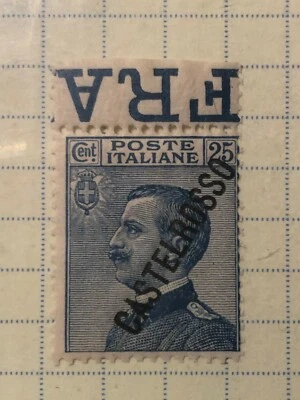 FRA
Cent POSTE ITALIANE 25
CASTELROSSO